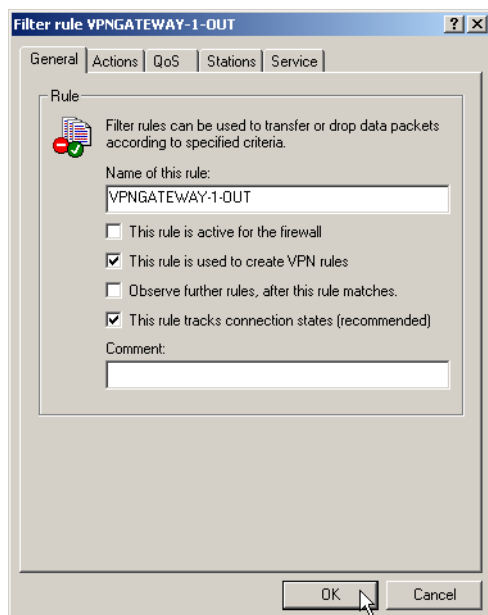 Filter rule VPNGATEWAY-1-OUT
General
Actions
QoS
Stations
Service
Rule
Filter rules can be used to transfer or drop data packets
according to specified criteria.
Name of this rule:
VPNGATEWAY-1-OUT
This rule is active for the firewall
This rule is used to create VPN rules
Observe further rules, after this rule matches.
This rule tracks connection states (recommended)
Comment:
OK
Cancel